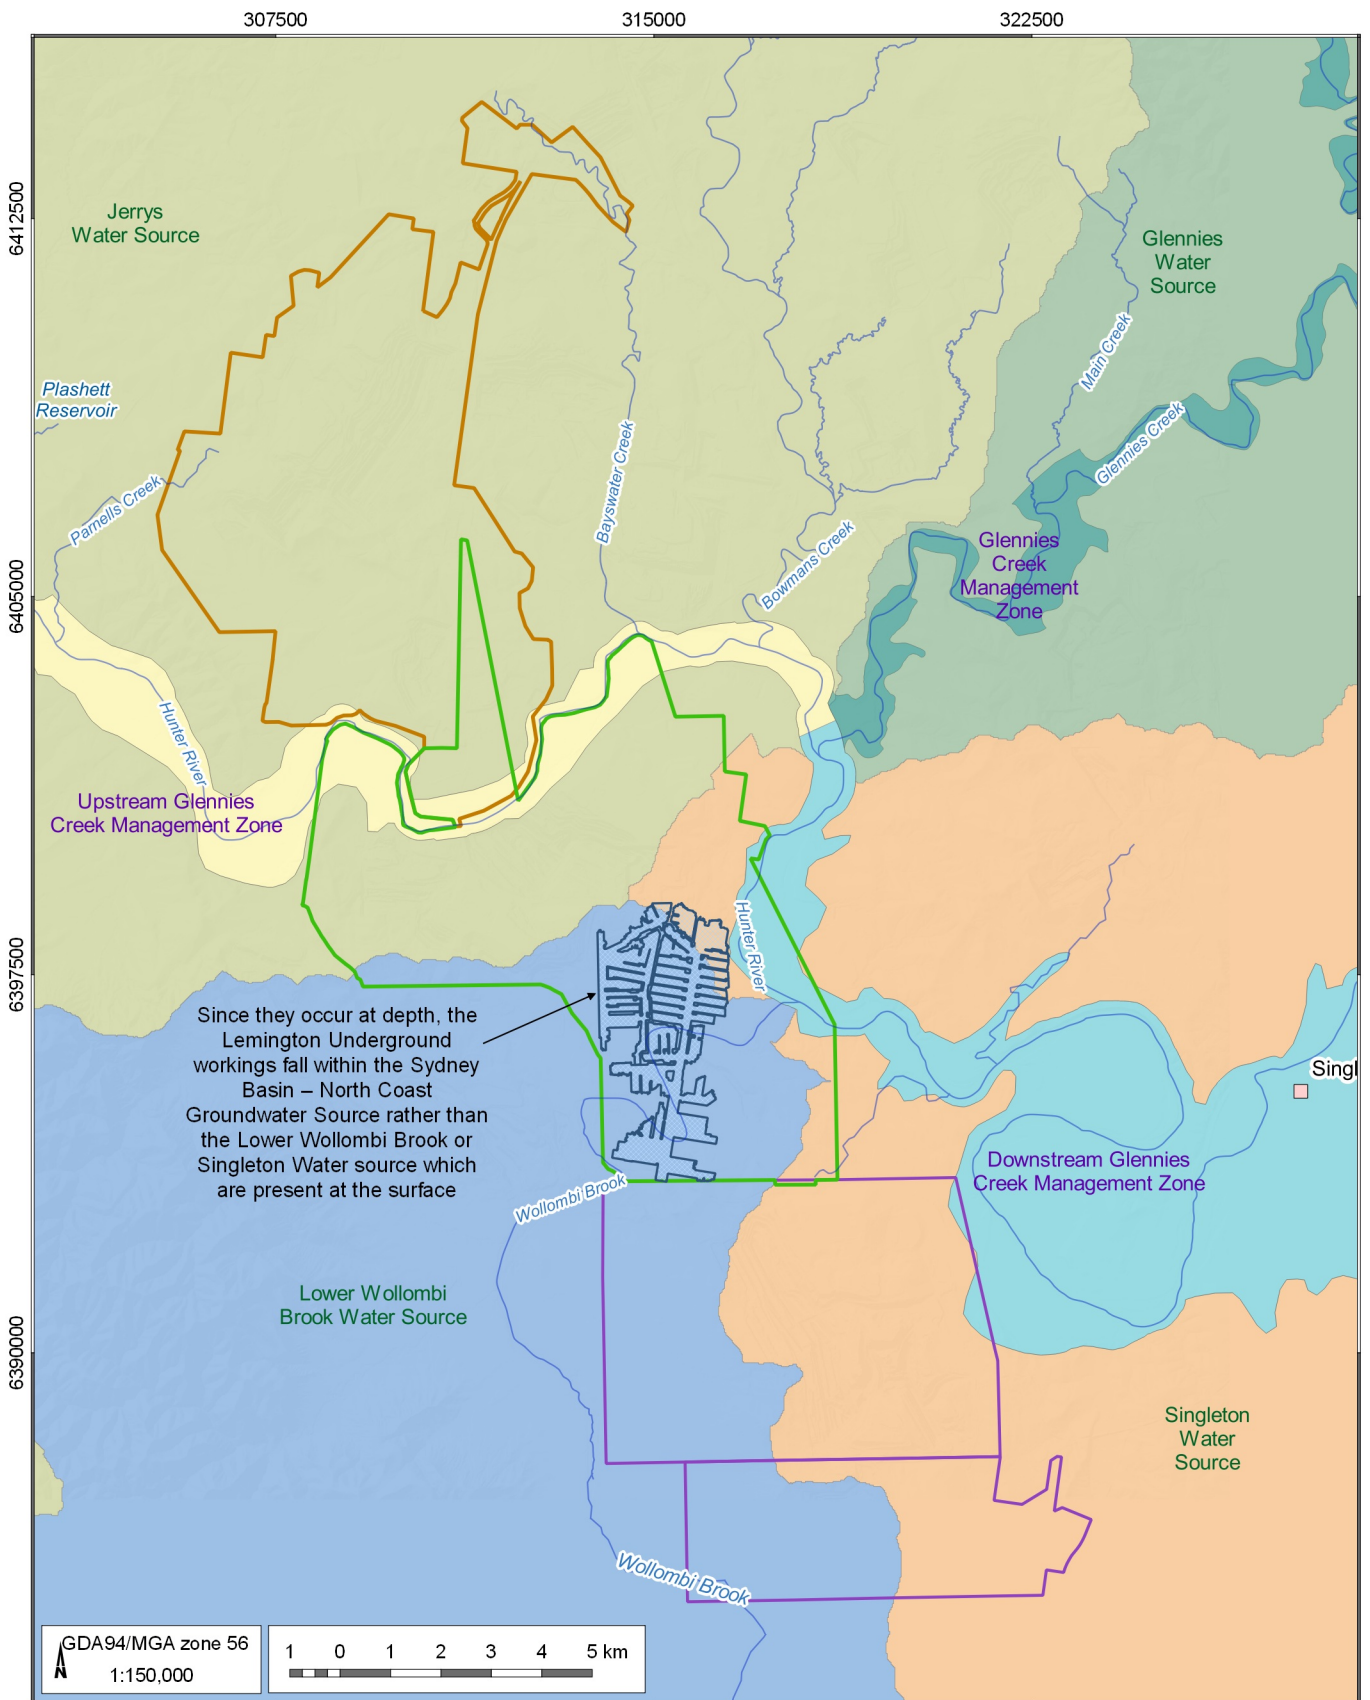 307500
315000
322500
6412500
6405000
6397500
6390000
Jerrys
Water Source
Glennies
Water
Source
Main Creek
Plashett
Reservoir
Glennies Creek
Bayswater Creek
Parnells Creek
Bowmans Creek
Glennies
Creek
Management
Zone
Hunter River
Upstream Glennies
Creek Management Zone
Hunter River
Since they occur at depth, the
Lemington Underground
workings fall within the Sydney
Basin – North Coast
Groundwater Source rather than
the Lower Wollombi Brook or
Singleton Water source which
are present at the surface
Singl
Downstream Glennies
Creek Management Zone
Wollombi Brook
Lower Wollombi
Brook Water Source
Singleton
Water
Source
Wollombi Brook
N
GDA94/MGA zone 56
1:150,000
1 0 1 2 3 4 5 km